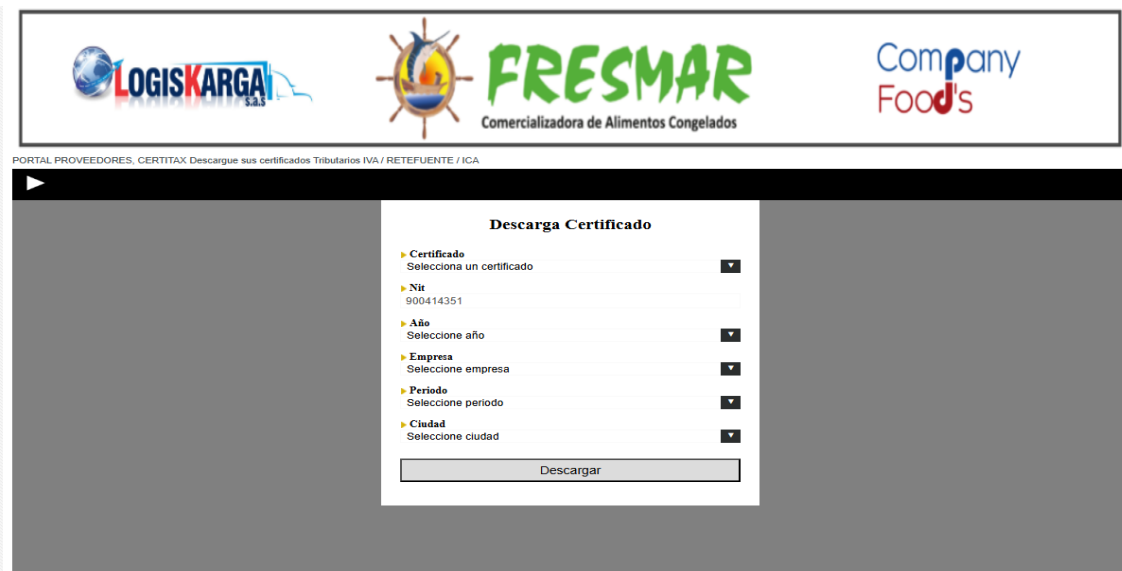 LOGISKARGA
s.a.s
FRESMAR
Comercializadora de Alimentos Congelados
Company
Food's
PORTAL PROVEEDORES, CERTITAX Descargue sus certificados Tributarios IVA / RETEFUENTE / ICA
Descarga Certificado
Certificado
Selecciona un certificado
Nit
900414351
Año
Seleccione año
Empresa
Seleccione empresa
Periodo
Seleccione periodo
Ciudad
Seleccione ciudad
Descargar